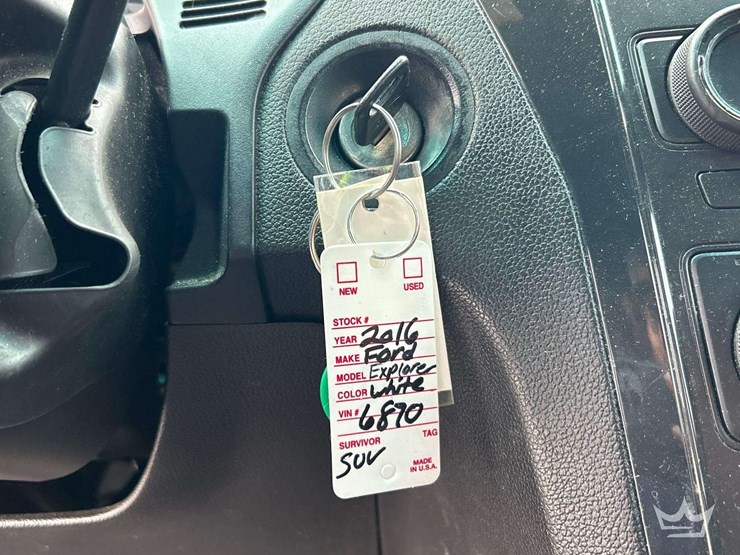 NEW USED
STOCK #
YEAR 2016
MAKE Ford
MODEL Explorer
COLOR white
VIN # 6870
SURVIVOR TAG
SUV
MADE
IN U.S.A.